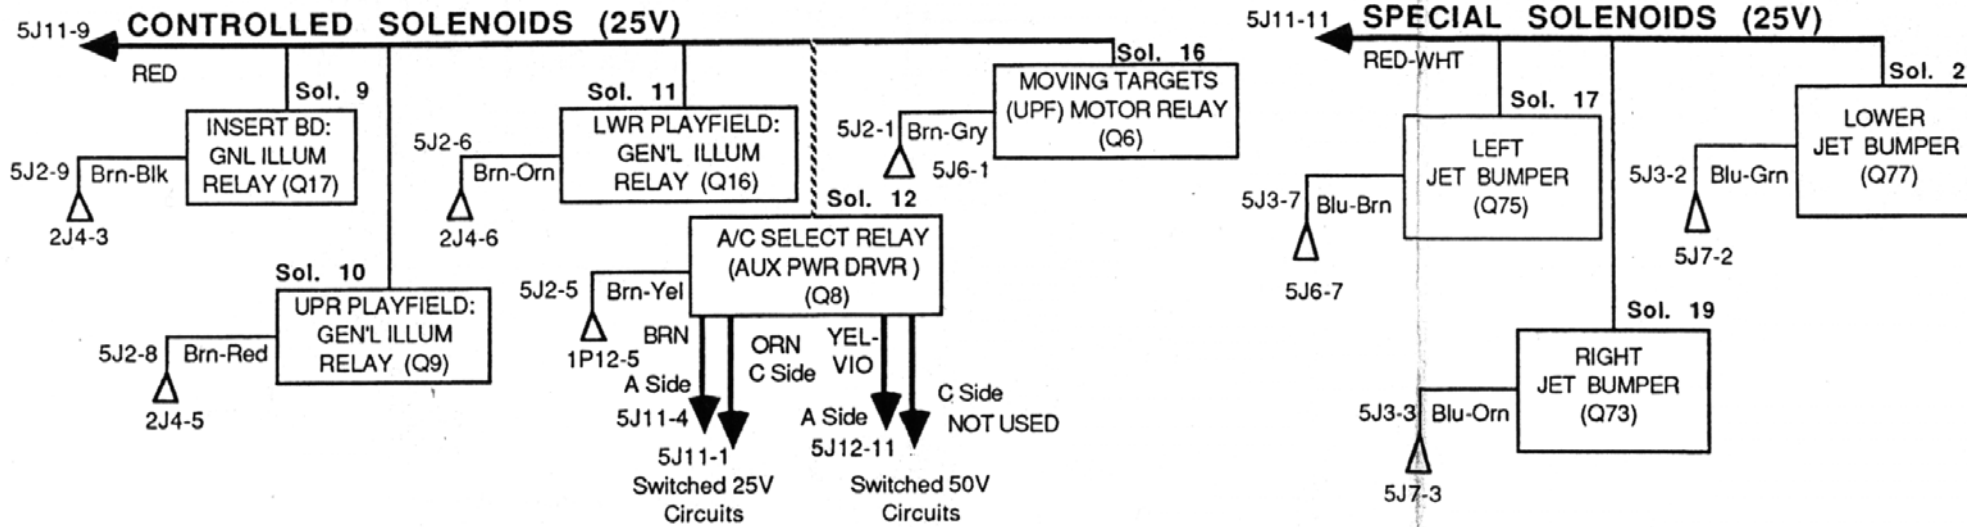 5J11-9
CONTROLLED SOLENOIDS (25V)
RED
Sol. 9
INSERT BD:
GNL ILLUM
RELAY (Q17)
5J2-9
Brn-Blk
2J4-3
Sol. 10
UPR PLAYFIELD:
GEN'L ILLUM
RELAY (Q9)
5J2-8
Brn-Red
2J4-5
Sol. 11
LWR PLAYFIELD:
GEN'L ILLUM
RELAY (Q16)
5J2-6
Brn-Orn
2J4-6
Sol. 12
A/C SELECT RELAY
(AUX PWR DRVR )
(Q8)
5J2-5
Brn-Yel
1P12-5
BRN
A Side
5J11-4
ORN
C Side
5J11-1
Switched 25V
Circuits
YEL-
VIO
A Side
5J12-11
C Side
NOT USED
Switched 50V
Circuits
Sol. 16
MOVING TARGETS
(UPF) MOTOR RELAY
(Q6)
5J2-1
Brn-Gry
5J6-1
5J11-11
SPECIAL SOLENOIDS (25V)
RED-WHT
Sol. 17
LEFT
JET BUMPER
(Q75)
5J3-7
Blu-Brn
5J6-7
Sol. 19
RIGHT
JET BUMPER
(Q73)
5J3-3
Blu-Orn
5J7-3
Sol. 2
LOWER
JET BUMPER
(Q77)
5J3-2
Blu-Grn
5J7-2